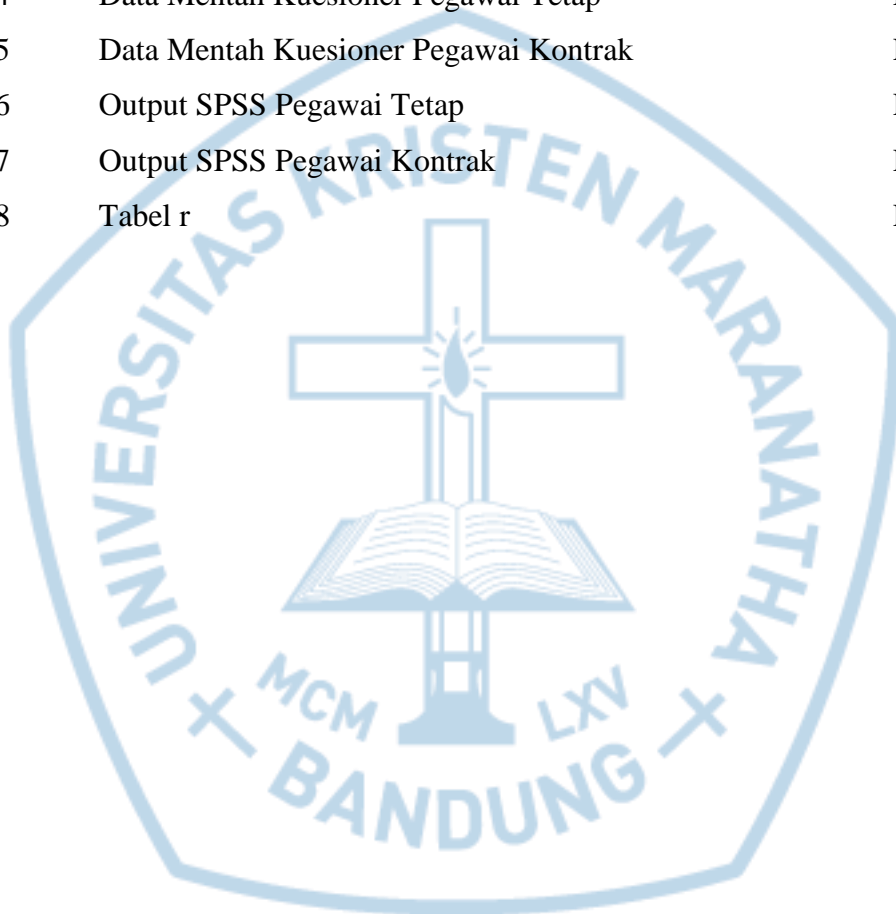 Data Mentah Kuesioner Pegawai Tetap
5 Data Mentah Kuesioner Pegawai Kontrak
6 Output SPSS Pegawai Tetap
7 Output SPSS Pegawai Kontrak
8 Tabel r
UNIVERSITAS KRISTEN MARANATHA
MCM LXV
BANDUNG